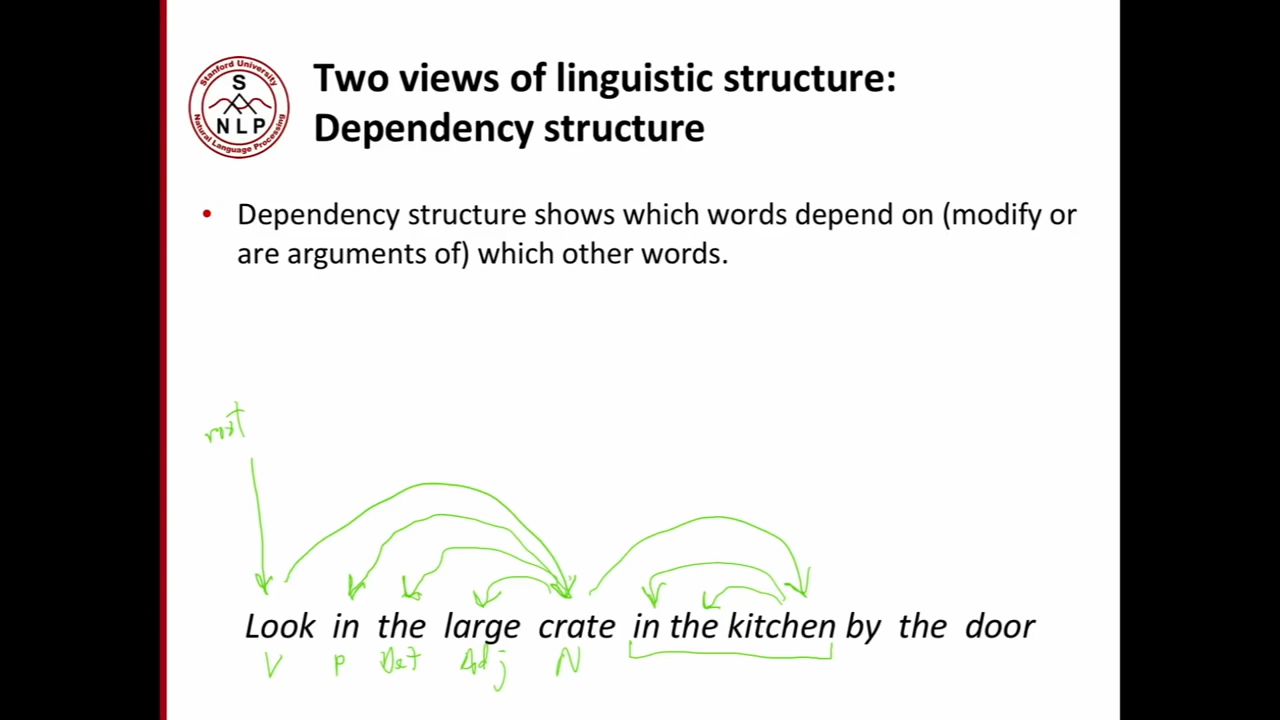 Stanford University
S
NLP
Natural Language Processing
Two views of linguistic structure:
Dependency structure
• Dependency structure shows which words depend on (modify or
are arguments of) which other words.
root
Look in the large crate in the kitchen by the door
V P Det Adj N